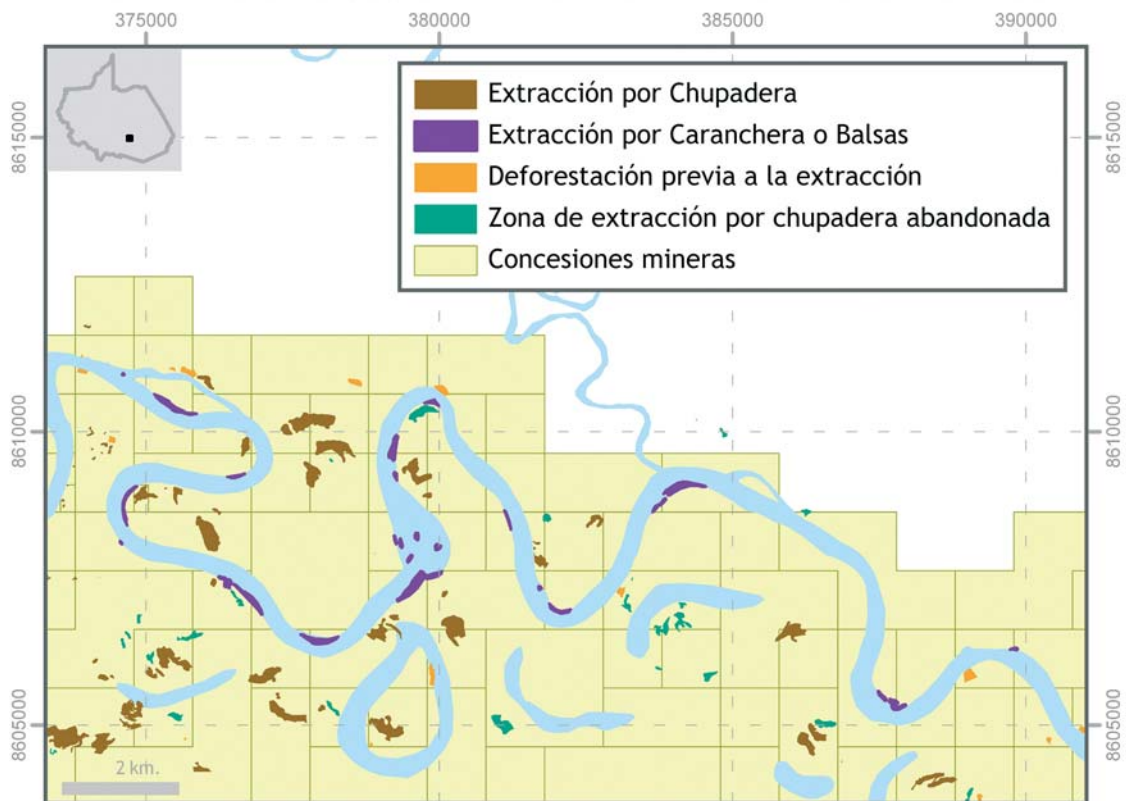 375000 380000 385000 390000
Extracción por Chupadera
Extracción por Caranchera o Balsas
Deforestación previa a la extracción
Zona de extracción por chupadera abandonada
Concesiones mineras
8615000 8615000
8610000 8610000
8605000 8605000
2 km.